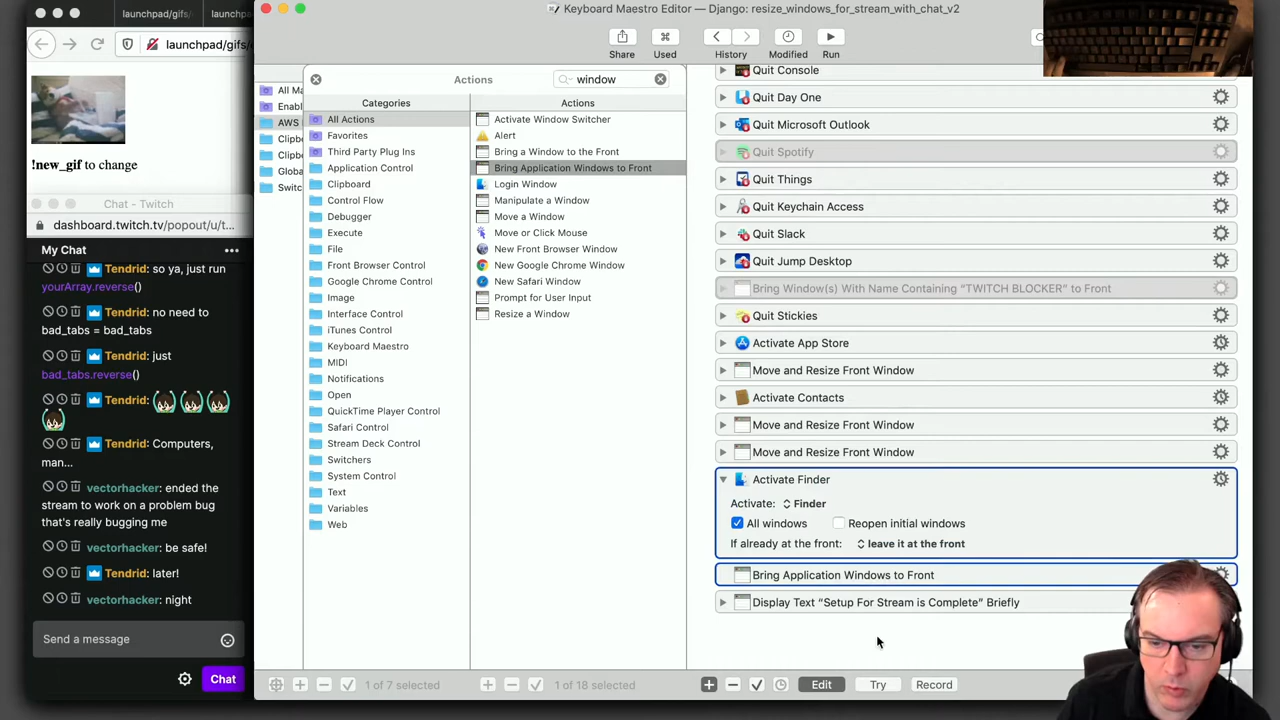 launchpad/gifs/
launchpad/
launchpad/gifs/
!new_gif to change
Chat - Twitch
dashboard.twitch.tv/popout/u/t...
My Chat
Tendrid: so ya, just run
yourArray.reverse()
Tendrid: no need to
bad_tabs = bad_tabs
Tendrid: just
bad_tabs.reverse()
Tendrid:
Tendrid: Computers,
man...
vectorhacker: ended the
stream to work on a problem bug
that's really bugging me
vectorhacker: be safe!
Tendrid: later!
vectorhacker: night
Send a message
Chat
Keyboard Maestro Editor — Django: resize_windows_for_stream_with_chat_v2
Share
Used
History
Modified
Run
All Ma
Enabl
AWS
Clipb
Clipb
Globa
Switc
Actions
window
Categories
All Actions
Favorites
Third Party Plug Ins
Application Control
Clipboard
Control Flow
Debugger
Execute
File
Front Browser Control
Google Chrome Control
Image
Interface Control
iTunes Control
Keyboard Maestro
MIDI
Notifications
Open
QuickTime Player Control
Safari Control
Stream Deck Control
Switchers
System Control
Text
Variables
Web
Actions
Activate Window Switcher
Alert
Bring a Window to the Front
Bring Application Windows to Front
Login Window
Manipulate a Window
Move a Window
Move or Click Mouse
New Front Browser Window
New Google Chrome Window
New Safari Window
Prompt for User Input
Resize a Window
1 of 7 selected
1 of 18 selected
Quit Console
Quit Day One
Quit Microsoft Outlook
Quit Spotify
Quit Things
Quit Keychain Access
Quit Slack
Quit Jump Desktop
Bring Window(s) With Name Containing “TWITCH BLOCKER” to Front
Quit Stickies
Activate App Store
Move and Resize Front Window
Activate Contacts
Move and Resize Front Window
Move and Resize Front Window
Activate Finder
Activate: Finder
All windows Reopen initial windows
If already at the front: leave it at the front
Bring Application Windows to Front
Display Text “Setup For Stream is Complete” Briefly
Edit
Try
Record